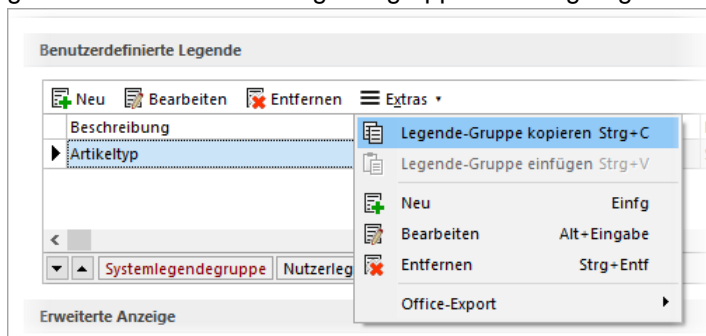 Benutzerdefinierte Legende
Neu Bearbeiten Entfernen Extras
Beschreibung
Artikeltyp
Legende-Gruppe kopieren Strg+C
Legende-Gruppe einfügen Strg+V
Neu Einfg
Bearbeiten Alt+Eingabe
Entfernen Strg+Entf
Office-Export
Systemlegendegruppe Nutzerleg
Erweiterte Anzeige